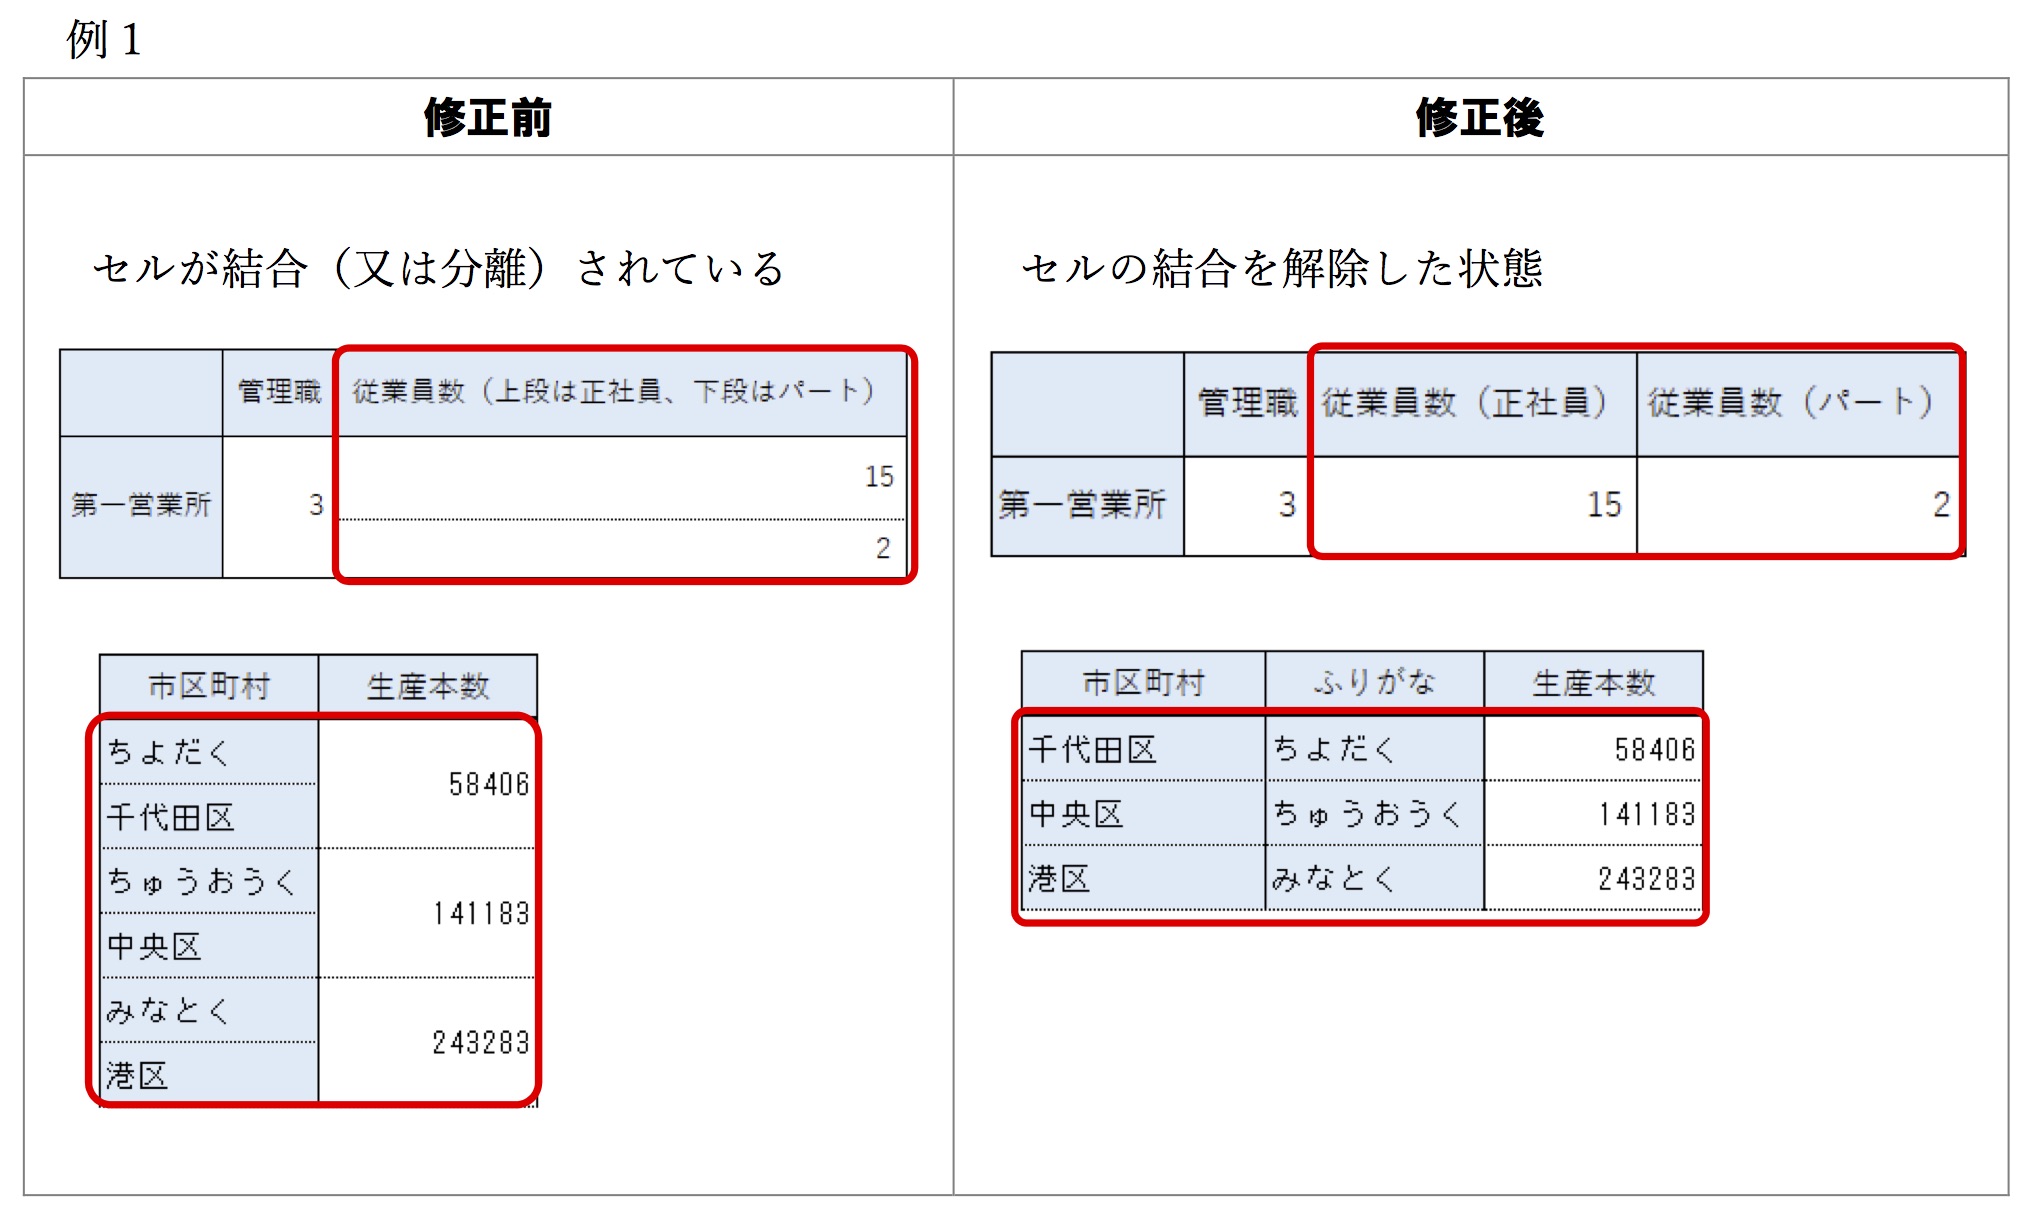 例1
修正前
修正後
セルが結合（又は分離）されている
管理職 従業員数（上段は正社員、下段はパート）
第一営業所 3 15
2
市区町村 生産本数
ちよだく
千代田区
58406
ちゅうおうく
中央区
141183
みなとく
港区
243283
セルの結合を解除した状態
管理職 従業員数（正社員） 従業員数（パート）
第一営業所 3 15 2
市区町村 ふりがな 生産本数
千代田区 ちよだく 58406
中央区 ちゅうおうく 141183
港区 みなとく 243283